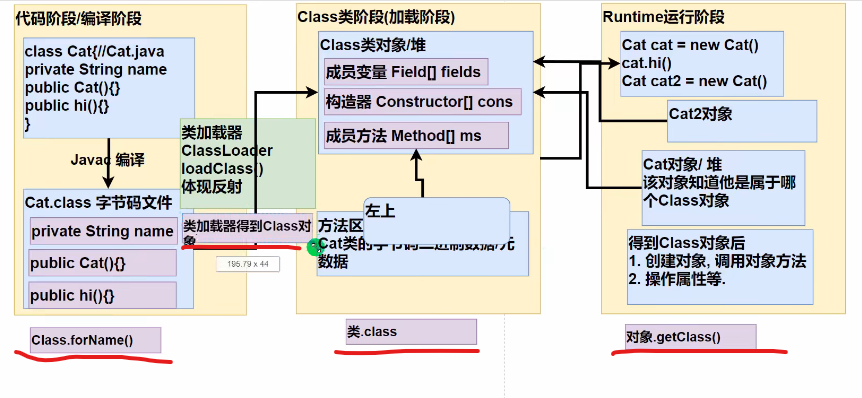 代码阶段/编译阶段
class Cat{//Cat.java
private String name
public Cat(){}
public hi(){}
}
Javac 编译
Cat.class 字节码文件
private String name
public Cat(){}
public hi(){}
Class.forName()
类加载器
ClassLoader
loadClass()
体现反射
类加载器得到Class对
象
195.79 x 44
Class类阶段(加载阶段)
Class类对象/堆
成员变量 Field[] fields
构造器 Constructor[] cons
成员方法 Method[] ms
左上
方法区
Cat类的字节码二进制数据/元
数据
类.class
Runtime运行阶段
Cat cat = new Cat()
cat.hi()
Cat cat2 = new Cat()
Cat2对象
Cat对象/ 堆
该对象知道他是属于哪
个Class对象
得到Class对象后
1. 创建对象, 调用对象方法
2. 操作属性等.
对象.getClass()